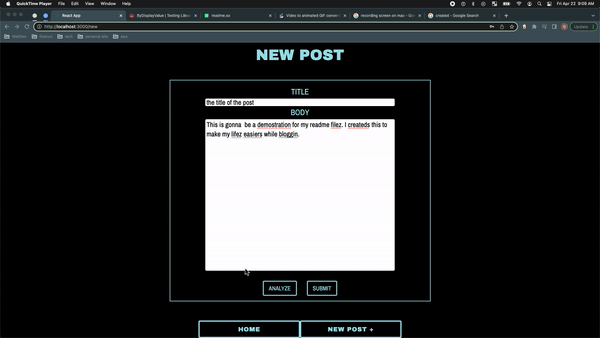 QuickTime Player File Edit View Window Help
Fri Apr 22 9:09 AM
React App
ByDisplayValue | Testing Libra
readme.so
Video to animated GIF conver
recording screen on mac - Go
created - Google Search
http://localhost:3000/new
Update
NEW POST
TITLE
the title of the post
BODY
This is gonna be a demostration for my readme filez. I createds this to
make my lifez easiers while bloggin.
ANALYZE
SUBMIT
HOME
NEW POST +